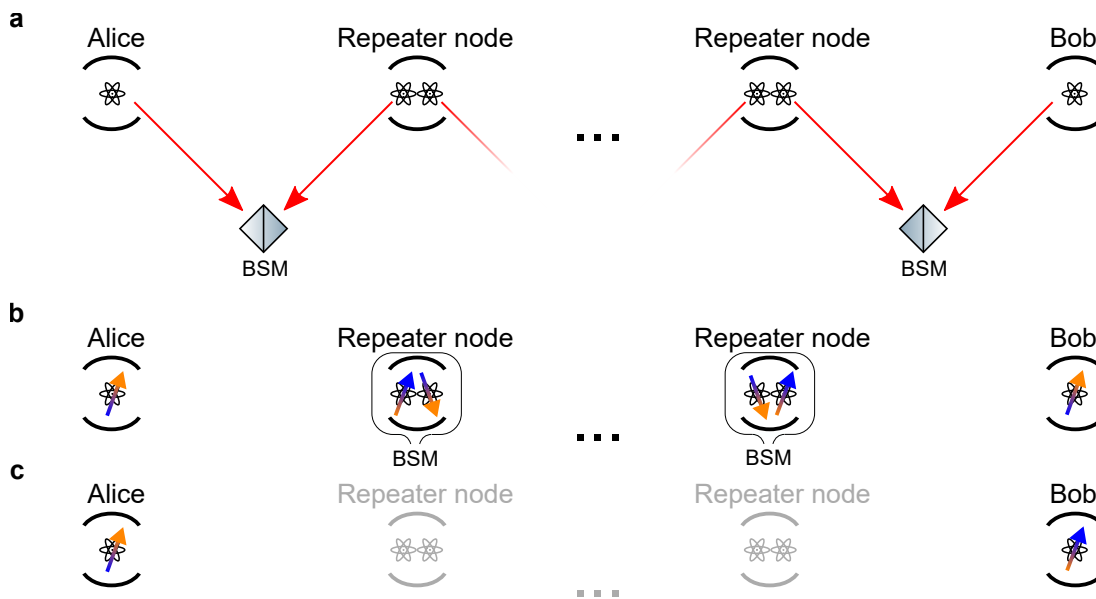 a
Alice Repeater node Repeater node Bob
BSM BSM
b
Alice Repeater node Repeater node Bob
BSM BSM
c
Alice Repeater node Repeater node Bob